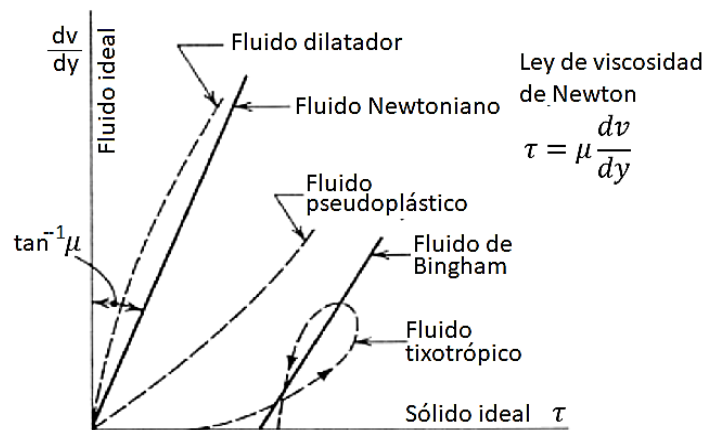 dv
dy
Fluido ideal
Fluido dilatador
Fluido Newtoniano
Ley de viscosidad
de Newton
τ = μ dv/dy
Fluido
pseudoplástico
tan⁻¹μ
Fluido de
Bingham
Fluido
tixotrópico
Sólido ideal τ